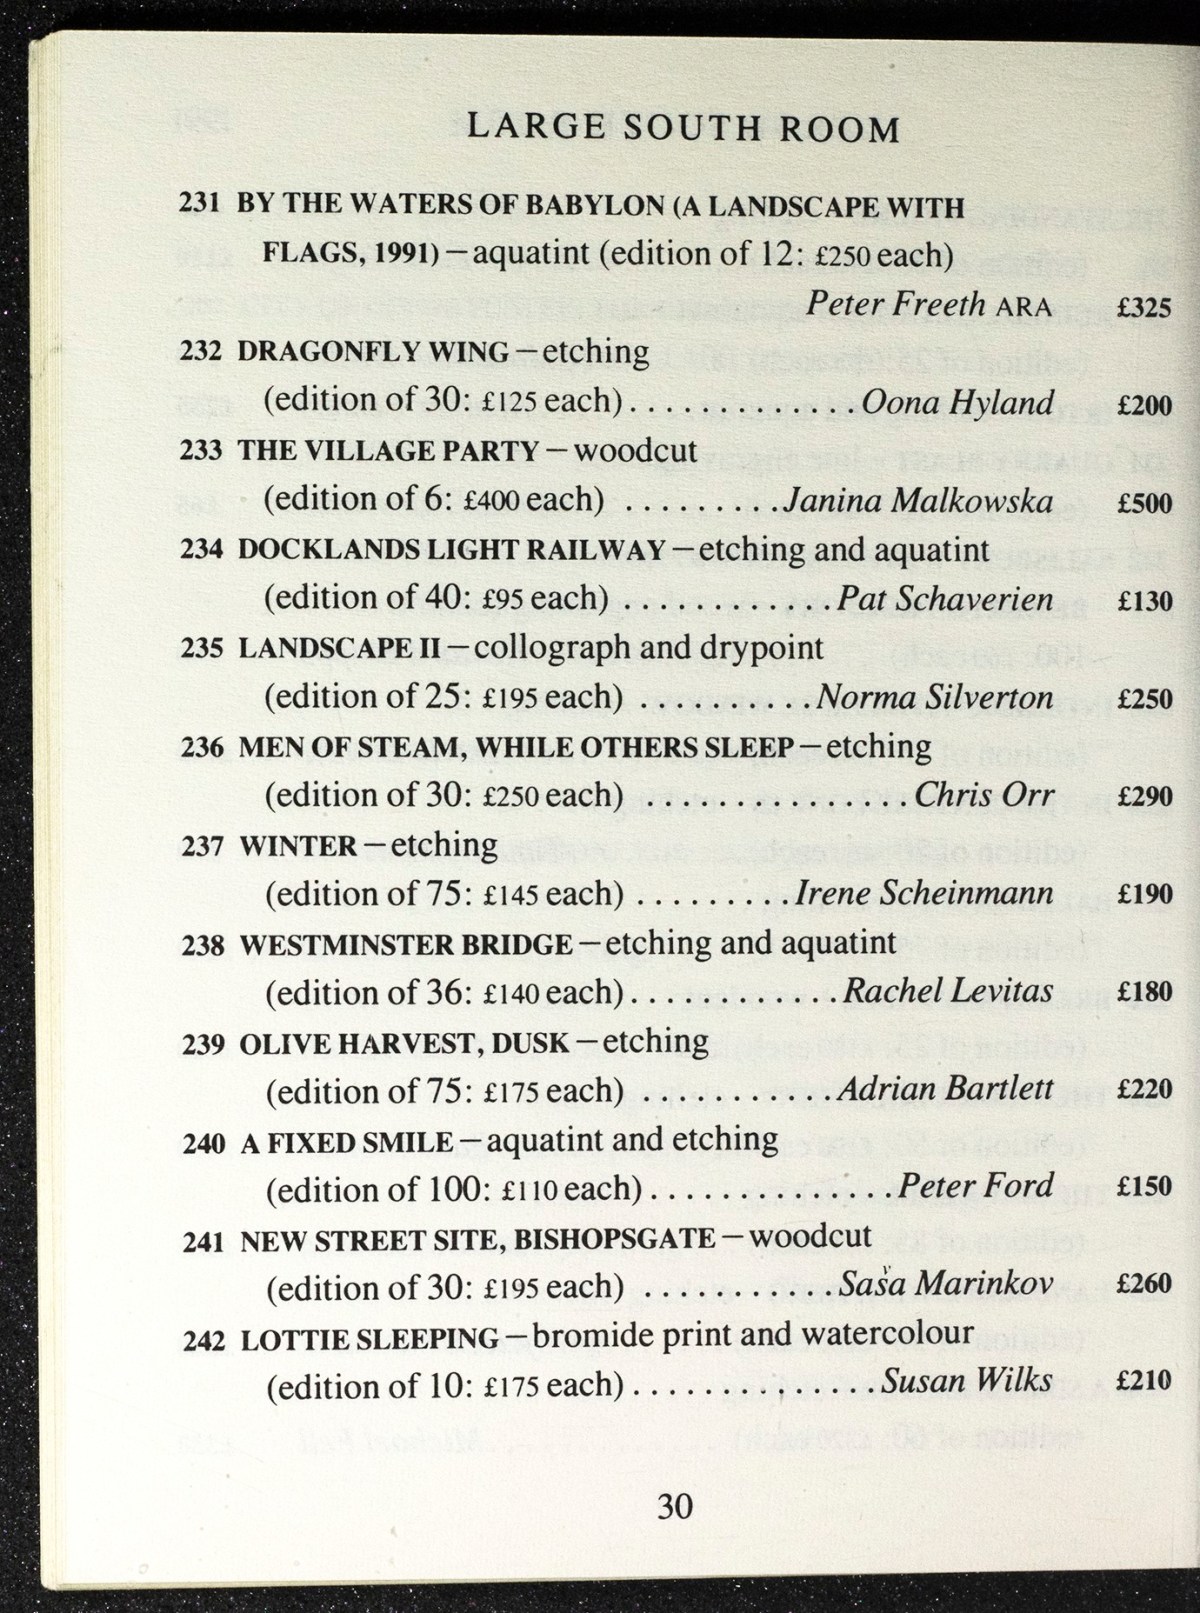 LARGE SOUTH ROOM
231 BY THE WATERS OF BABYLON (A LANDSCAPE WITH
FLAGS, 1991) — aquatint (edition of 12: £250 each)
Peter Freeth ARA £325
232 DRAGONFLY WING — etching
(edition of 30: £125 each). . . . . . . . . . . . . . Oona Hyland £200
233 THE VILLAGE PARTY — woodcut
(edition of 6: £400 each) . . . . . . . . . Janina Malkowska £500
234 DOCKLANDS LIGHT RAILWAY — etching and aquatint
(edition of 40: £95 each) . . . . . . . . . . . . Pat Schaverien £130
235 LANDSCAPE II — collograph and drypoint
(edition of 25: £195 each) . . . . . . . . . . Norma Silverton £250
236 MEN OF STEAM, WHILE OTHERS SLEEP — etching
(edition of 30: £250 each) . . . . . . . . . . . . . . . Chris Orr £290
237 WINTER — etching
(edition of 75: £145 each) . . . . . . . . . Irene Scheinmann £190
238 WESTMINSTER BRIDGE — etching and aquatint
(edition of 36: £140 each). . . . . . . . . . . . Rachel Levitas £180
239 OLIVE HARVEST, DUSK — etching
(edition of 75: £175 each) . . . . . . . . . . . Adrian Bartlett £220
240 A FIXED SMILE — aquatint and etching
(edition of 100: £110 each). . . . . . . . . . . . . . Peter Ford £150
241 NEW STREET SITE, BISHOPSGATE — woodcut
(edition of 30: £195 each) . . . . . . . . . . . Saša Marinkov £260
242 LOTTIE SLEEPING — bromide print and watercolour
(edition of 10: £175 each). . . . . . . . . . . . . . . Susan Wilks £210
30